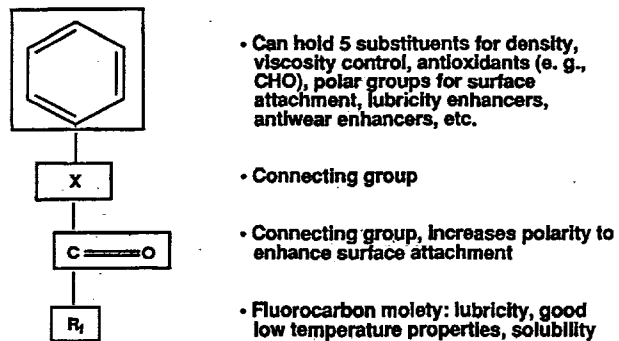 • Can hold 5 substituents for density,
viscosity control, antioxidants (e. g.,
CHO), polar groups for surface
attachment, lubricity enhancers,
antiwear enhancers, etc.
X
• Connecting group
C O
• Connecting group, increases polarity to
enhance surface attachment
Rf
• Fluorocarbon moiety: lubricity, good
low temperature properties, solubility